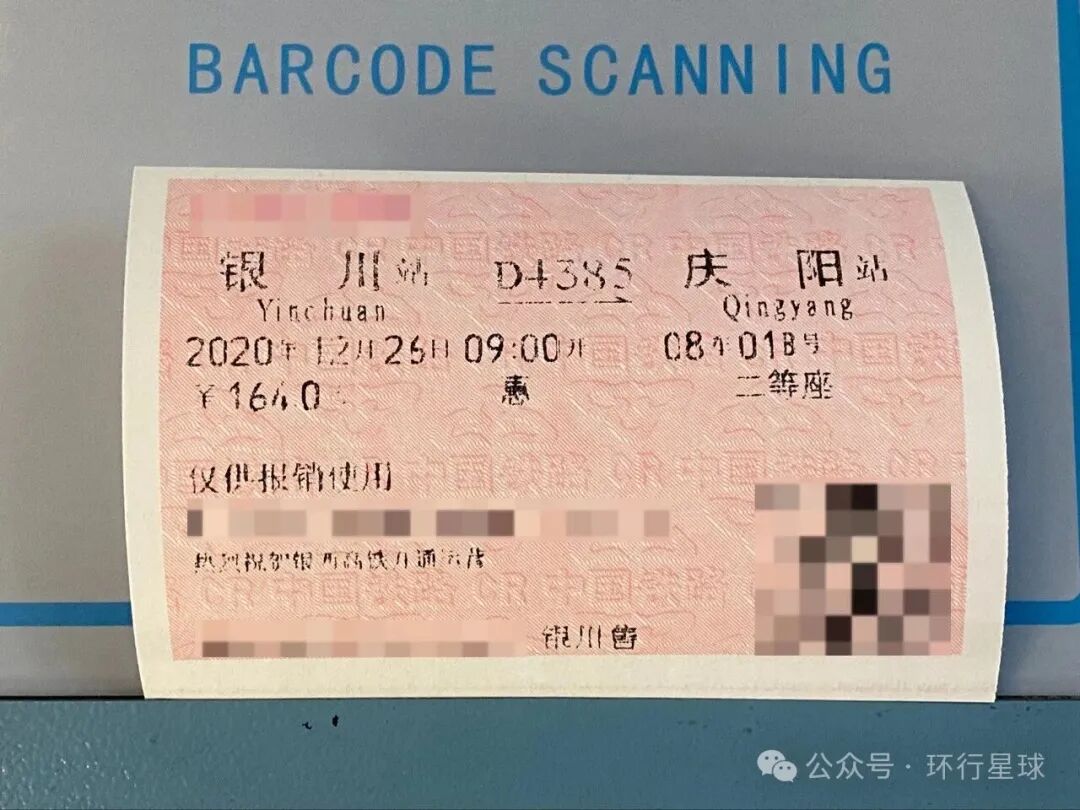 BARCODE SCANNING
银川站 D4385 庆阳站
Yinchuan Qingyang
2020年12月26日09:00开 08车01B号
¥164.0元 惠 二等座
仅供报销使用
热烈祝贺银西高铁开通运营
银川售
公众号·环行星球